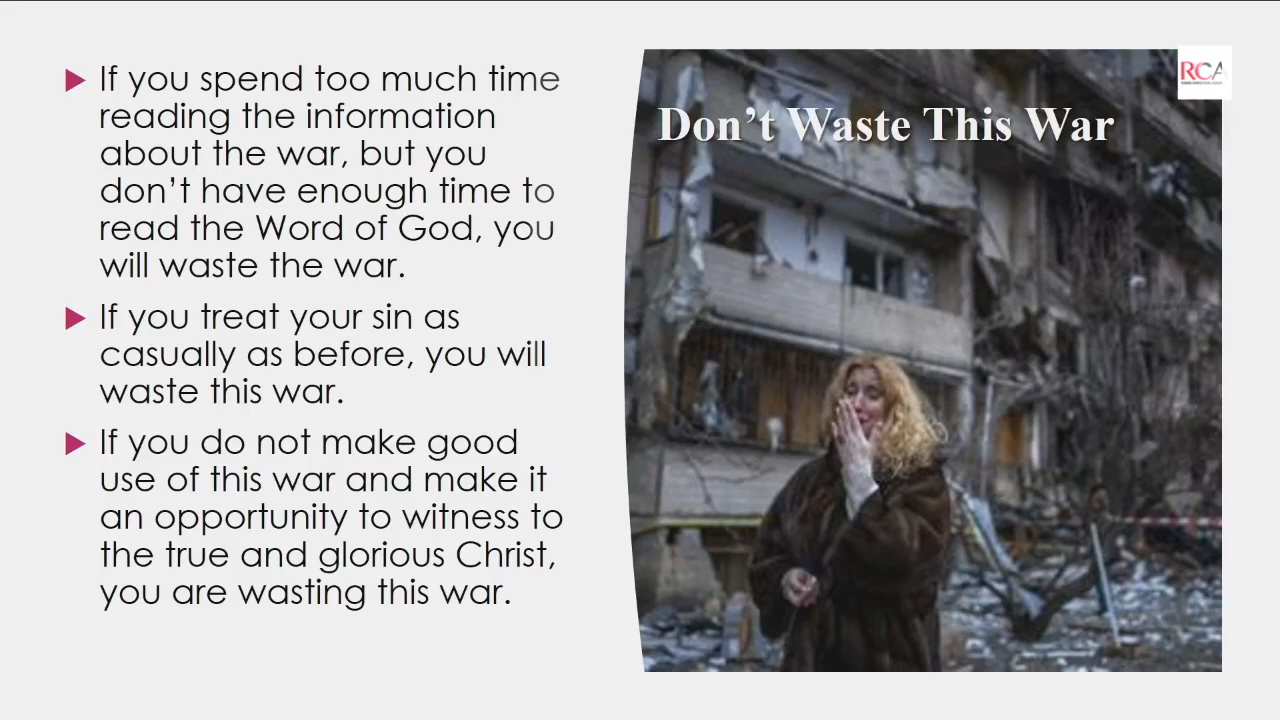 If you spend too much time
reading the information
about the war, but you
don't have enough time to
read the Word of God, you
will waste the war.
If you treat your sin as
casually as before, you will
waste this war.
If you do not make good
use of this war and make it
an opportunity to witness to
the true and glorious Christ,
you are wasting this war.
Don't Waste This War
RCA